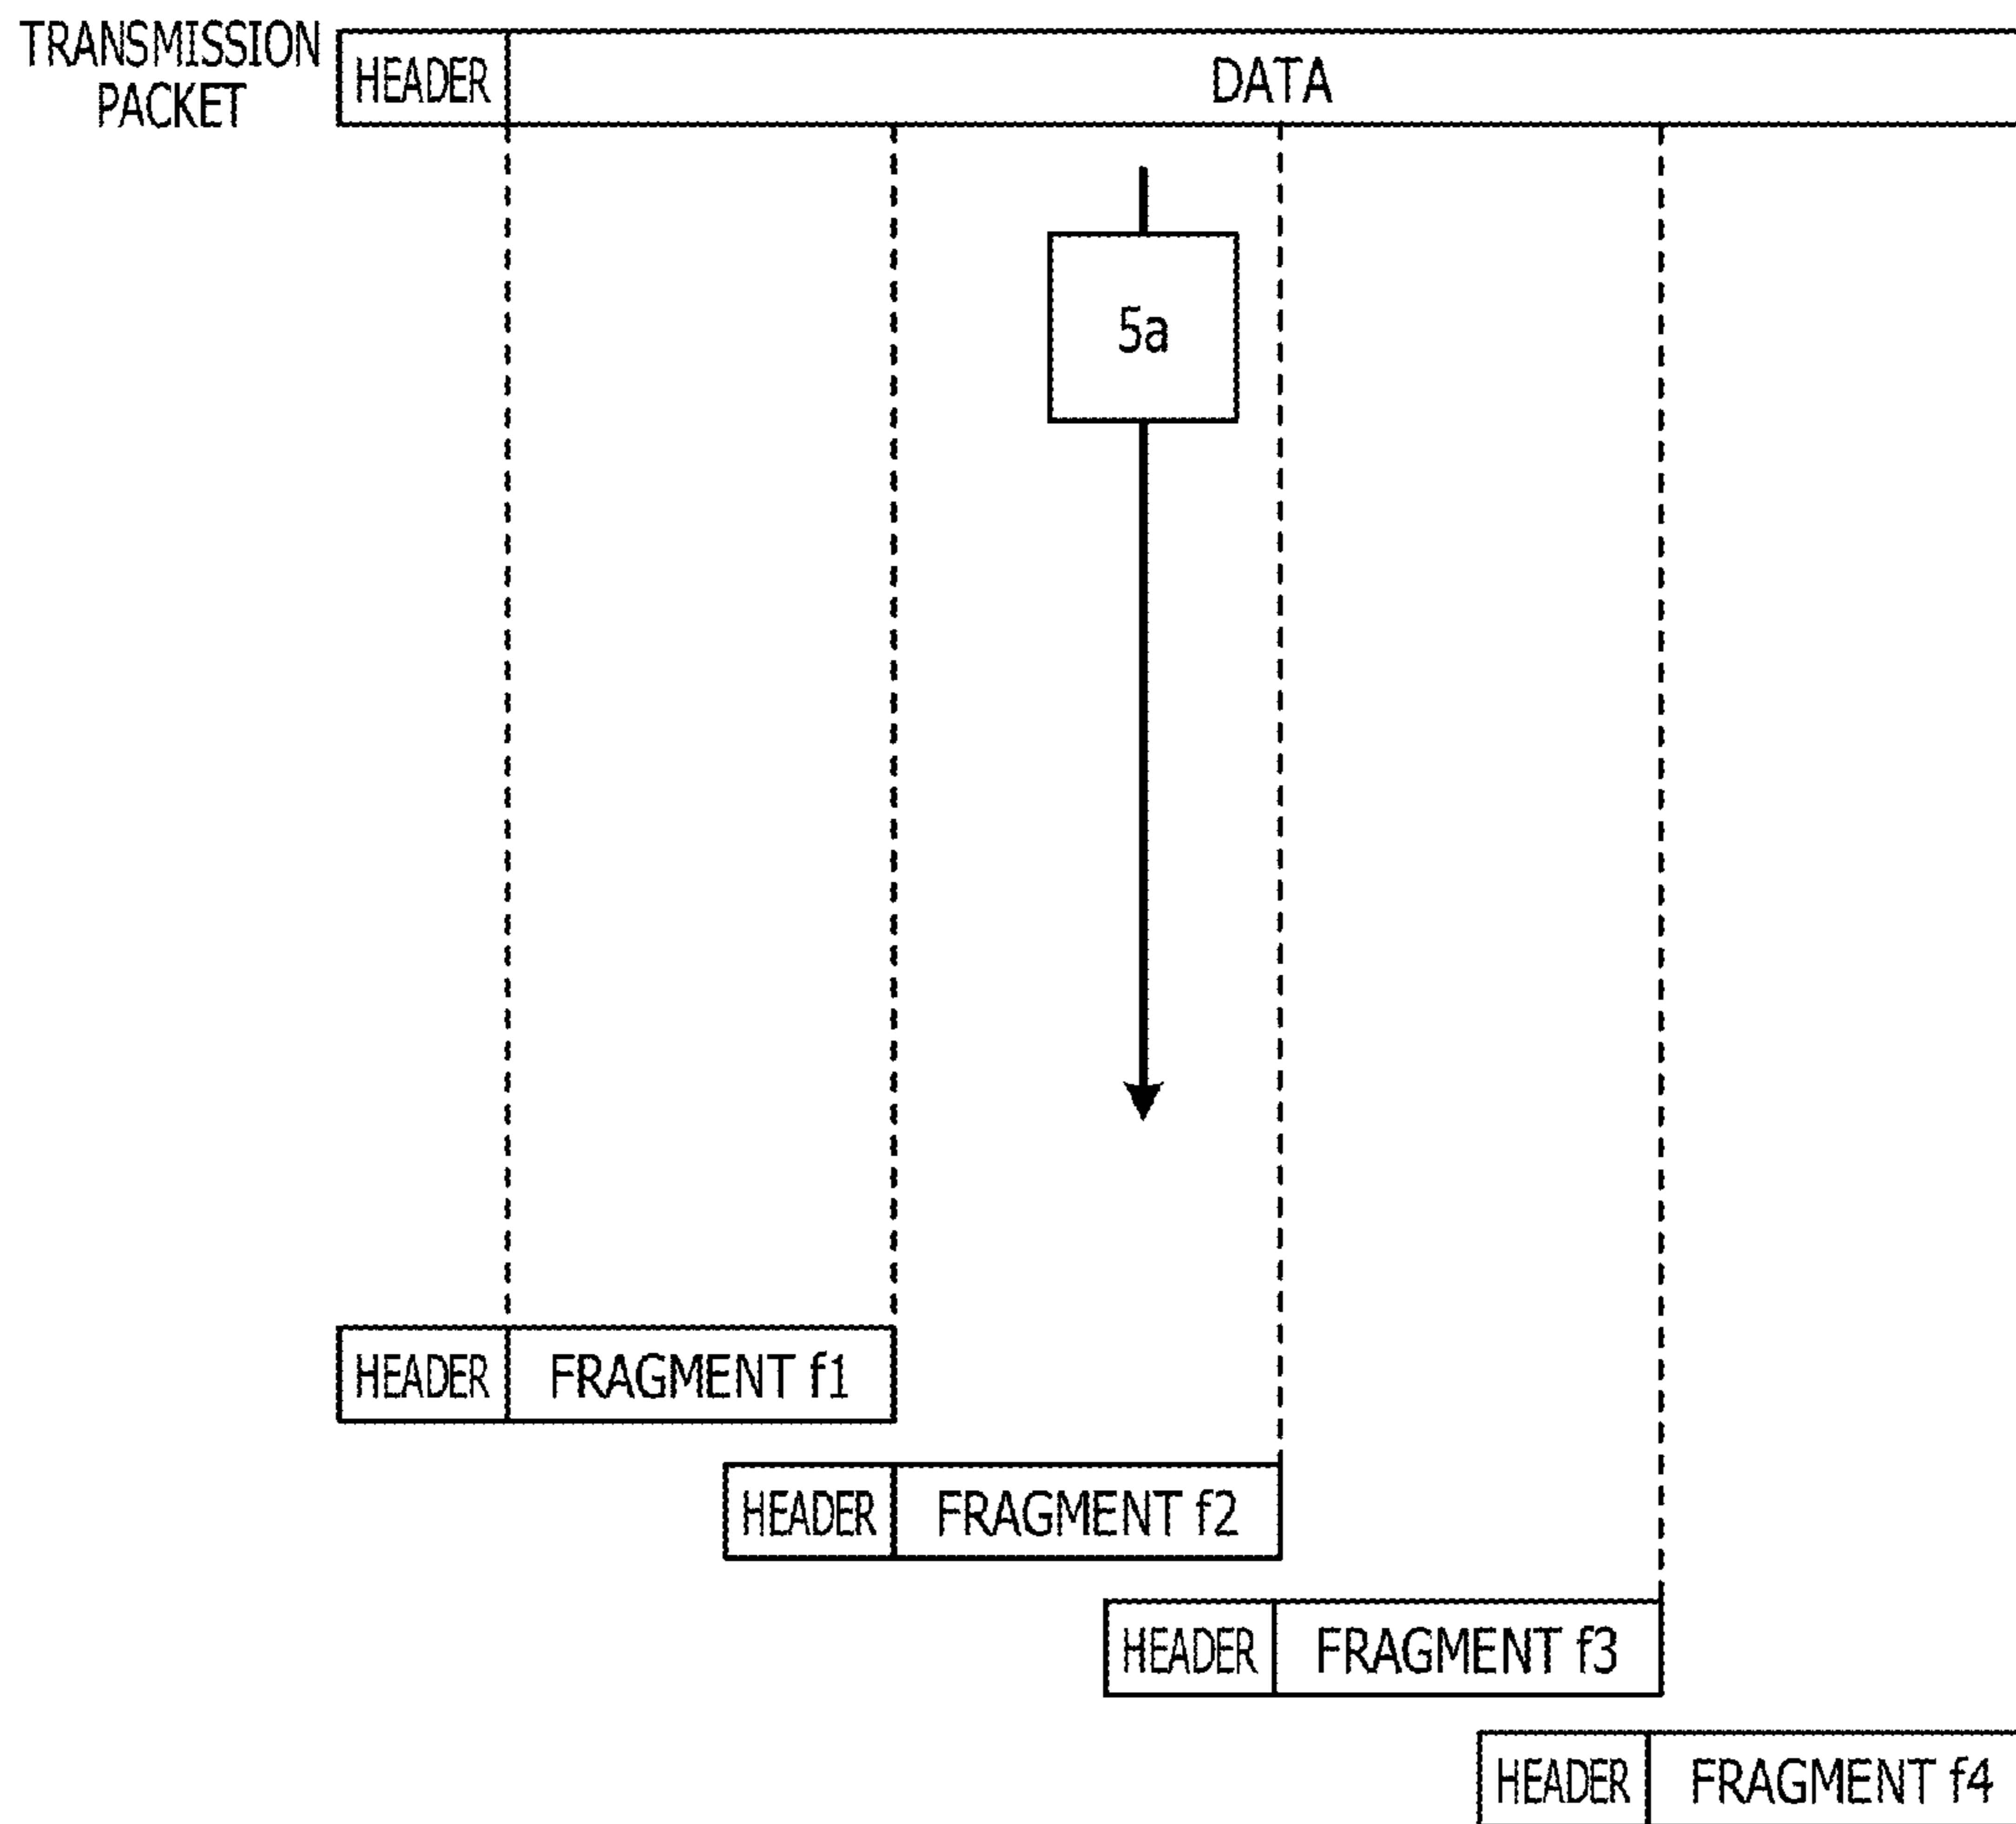 TRANSMISSION
PACKET
HEADER DATA
5a
HEADER FRAGMENT f1
HEADER FRAGMENT f2
HEADER FRAGMENT f3
HEADER FRAGMENT f4